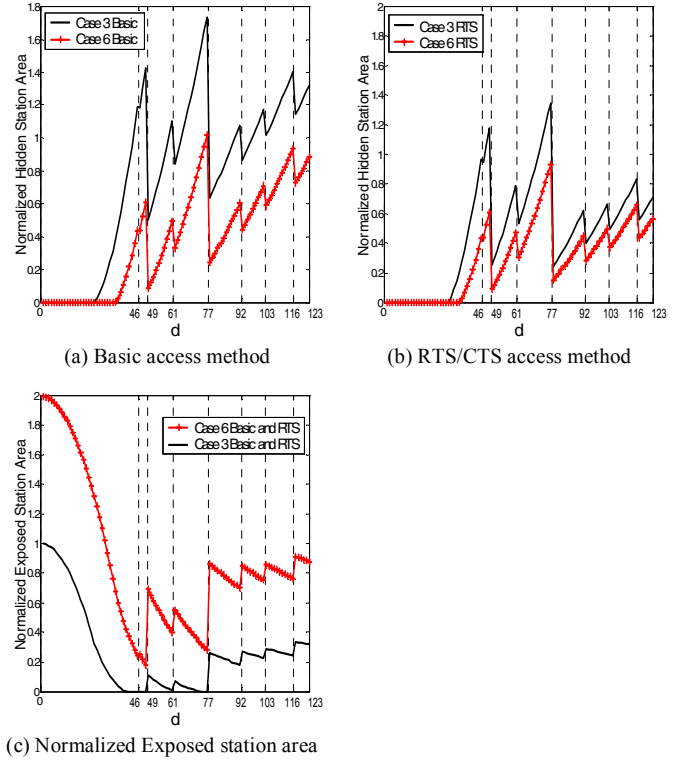 Normalized Hidden Station Area
1.6
1.4
1.2
1
0.8
0.6
0.4
0.2
0
Case 3 Basic
Case 6 Basic
0 46 49 61 77 92 103 116 123
d
(a) Basic access method
Normalized Hidden Station Area
2
1.8
1.6
1.4
1.2
1
0.8
0.6
0.4
0.2
0
Case 3 RTS
Case 6 RTS
0 46 49 61 77 92 103 116 123
d
(b) RTS/CTS access method
Normalized Exposed Station Area
2
1.8
1.6
1.4
1.2
1
0.8
0.6
0.4
0.2
0
Case 6 Basic and RTS
Case 3 Basic and RTS
0 46 49 61 77 92 103 116 123
d
(c) Normalized Exposed station area